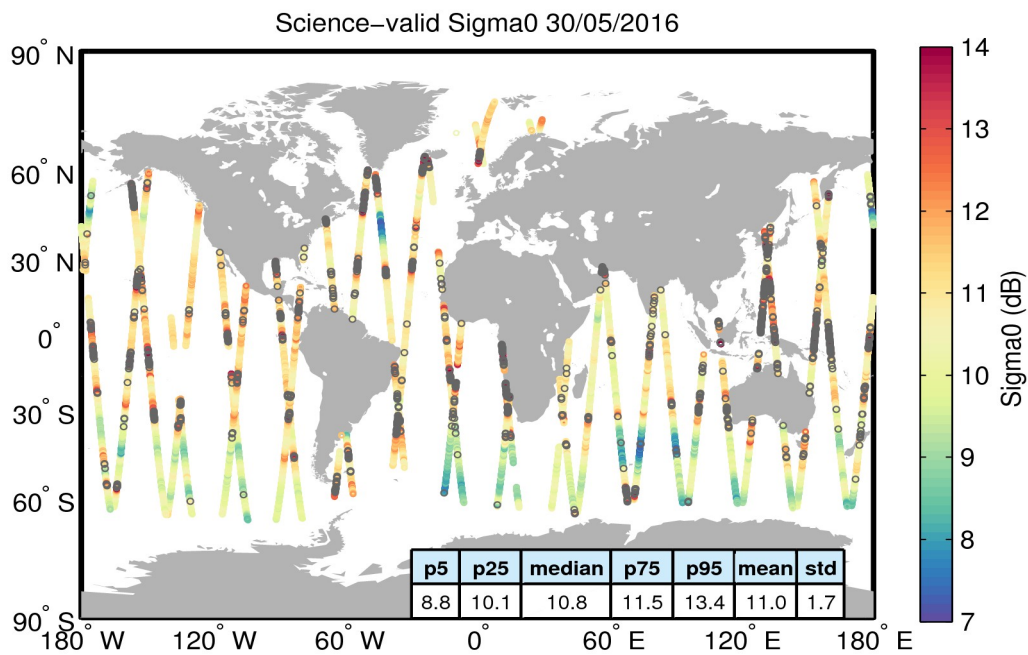 Science−valid Sigma0 30/05/2016
90° N
60° N
30° N
0°
30° S
60° S
90° S
180° W
120° W
60° W
0°
60° E
120° E
180° E
p5 p25 median p75 p95 mean std
8.8 10.1 10.8 11.5 13.4 11.0 1.7
14
13
12
11
10
9
8
7
Sigma0 (dB)